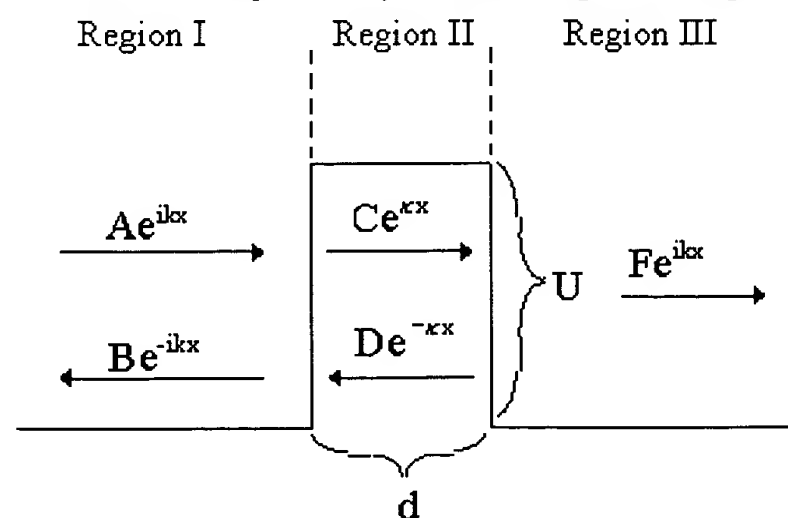 Region I Region II Region III
Ae^{ikx} Ce^{κx}
Fe^{ikx}
U
Be^{-ikx} De^{-κx}
d